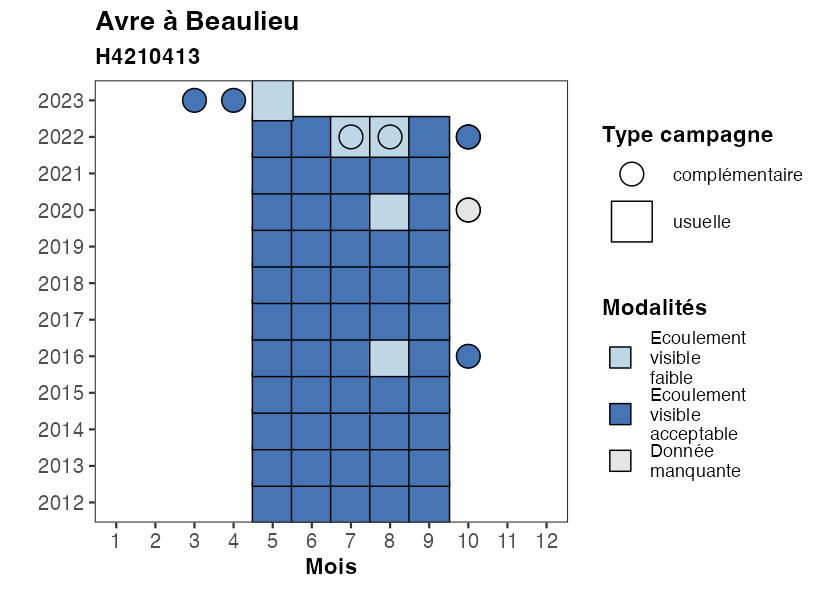 Avre à Beaulieu
H4210413
2023
2022
2021
2020
2019
2018
2017
2016
2015
2014
2013
2012
1 2 3 4 5 6 7 8 9 10 11 12
Mois
Type campagne
complémentaire
usuelle
Modalités
Ecoulement
visible
faible
Ecoulement
visible
acceptable
Donnée
manquante